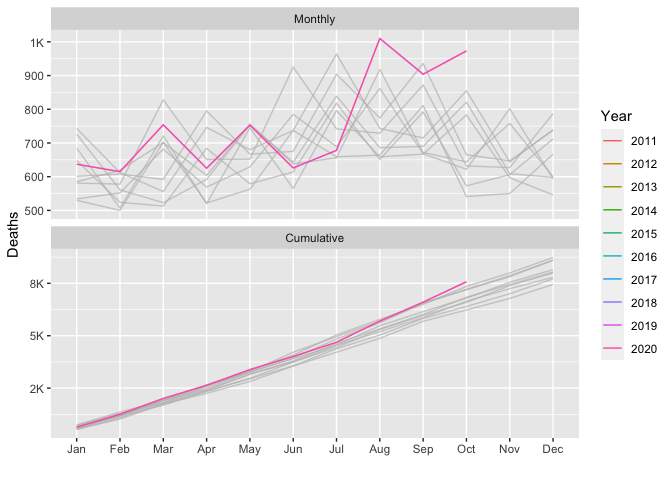 Monthly
1K
900
800
700
600
500
Deaths
Cumulative
8K
5K
2K
Jan Feb Mar Apr May Jun Jul Aug Sep Oct Nov Dec
Year
2011
2012
2013
2014
2015
2016
2017
2018
2019
2020